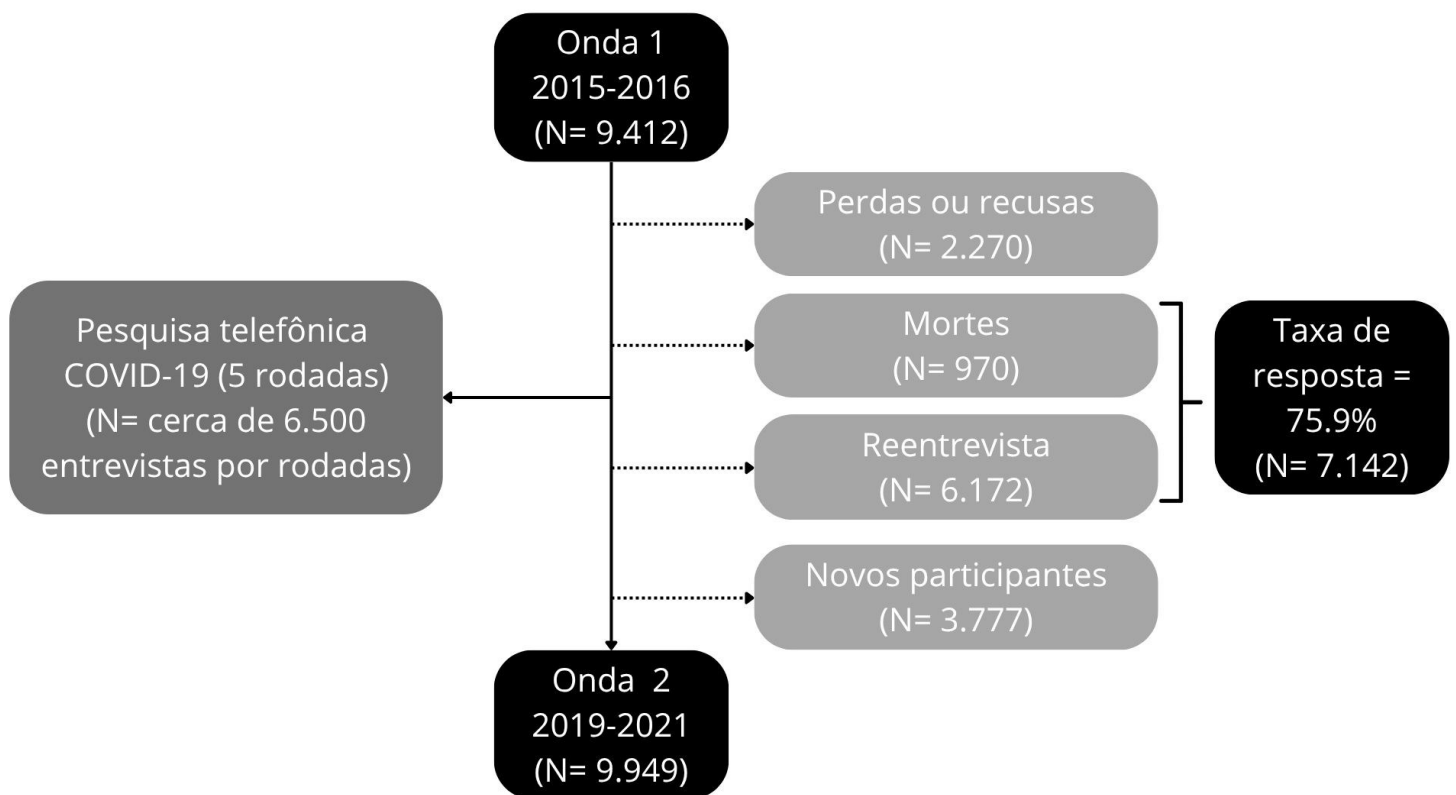 Onda 1
2015-2016
(N= 9.412)
Perdas ou recusas
(N= 2.270)
Pesquisa telefônica
COVID-19 (5 rodadas)
(N= cerca de 6.500
entrevistas por rodadas)
Mortes
(N= 970)
Reentrevista
(N= 6.172)
Taxa de
resposta =
75.9%
(N= 7.142)
Novos participantes
(N= 3.777)
Onda 2
2019-2021
(N= 9.949)